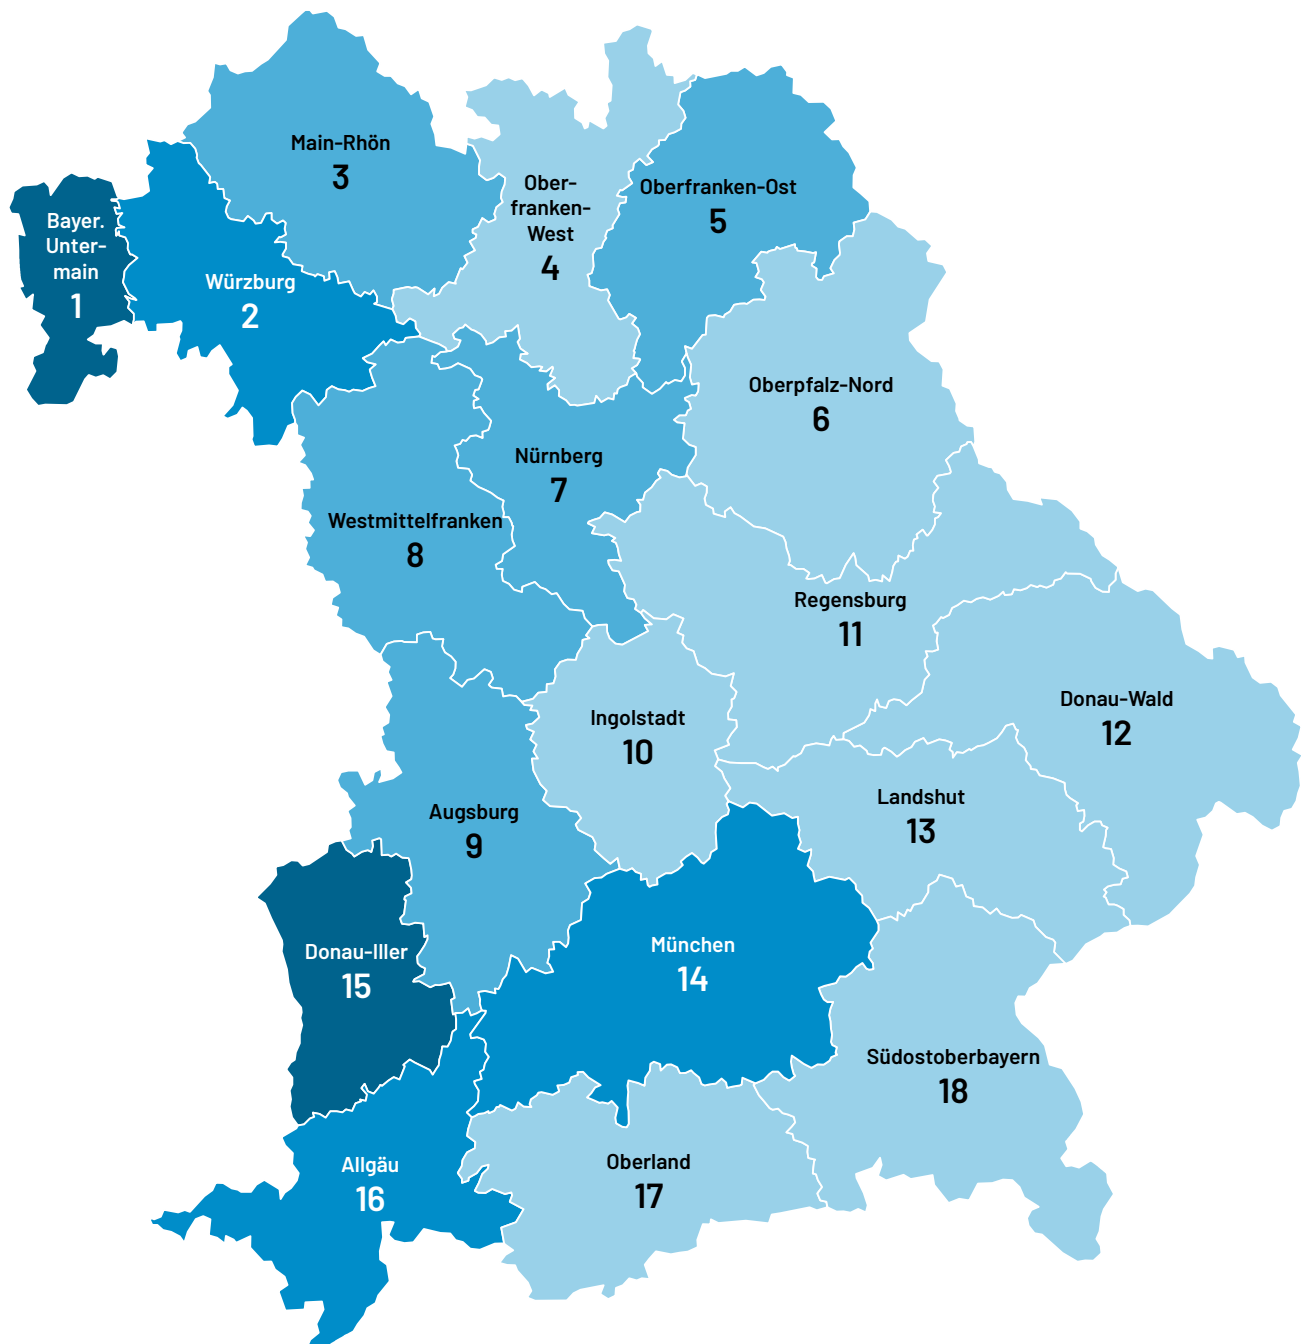 Main-Rhön
3
Ober-
franken-
West
4
Oberfranken-Ost
5
Bayer.
Unter-
main
1
Würzburg
2
Oberpfalz-Nord
6
Nürnberg
7
Westmittelfranken
8
Regensburg
11
Donau-Wald
12
Ingolstadt
10
Landshut
13
Augsburg
9
München
14
Donau-Iller
15
Südostoberbayern
18
Allgäu
16
Oberland
17